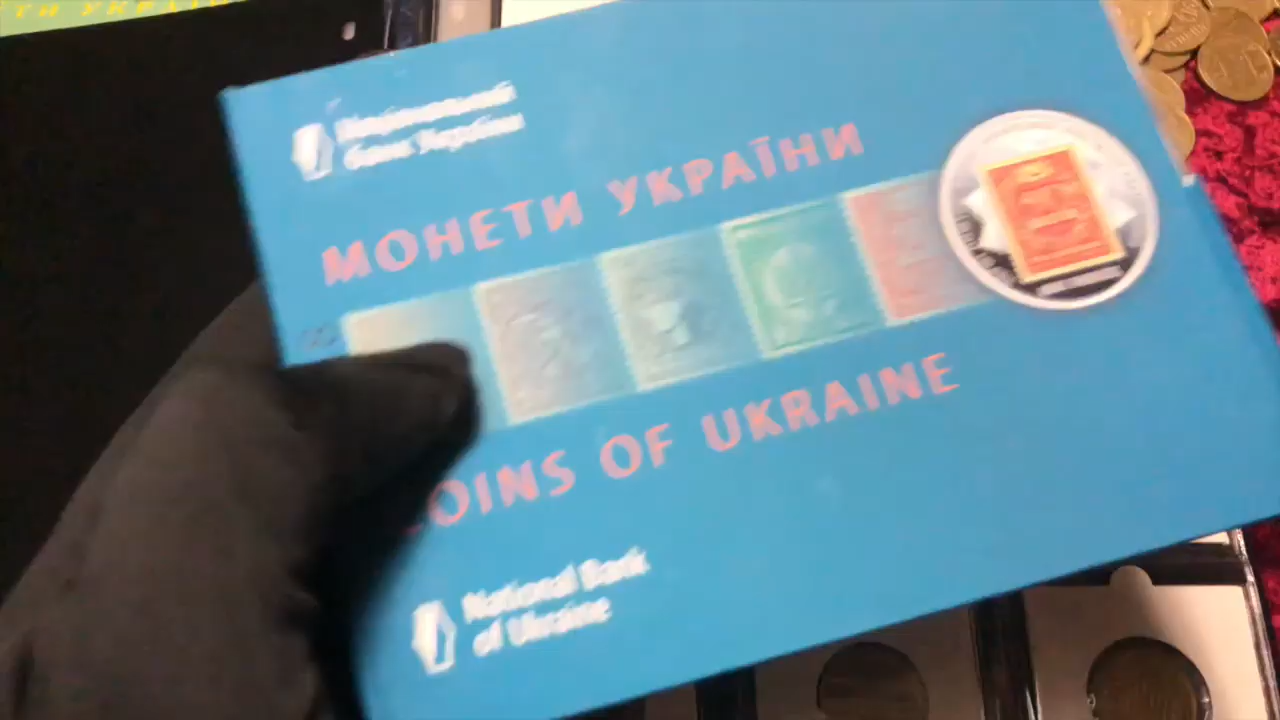 Національний
банк України
МОНЕТИ УКРАЇНИ
COINS OF UKRAINE
National Bank
of Ukraine